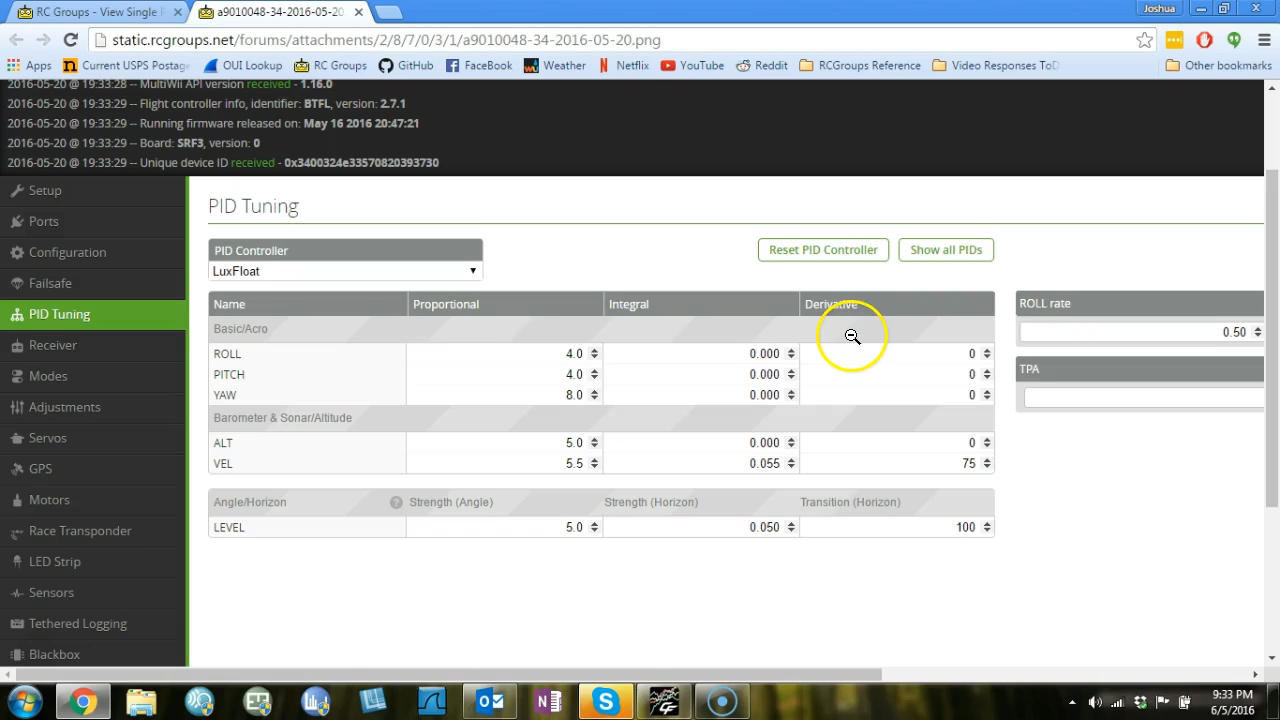 RC Groups - View Single
a9010048-34-2016-05-20
Joshua
static.rcgroups.net/forums/attachments/2/8/7/0/3/1/a9010048-34-2016-05-20.png
Apps
Current USPS Postage
OUI Lookup
RC Groups
GitHub
FaceBook
Weather
Netflix
YouTube
Reddit
RCGroups Reference
Video Responses ToD
Other bookmarks
2016-05-20 @ 19:33:28 -- MultiWii API version received - 1.16.0
2016-05-20 @ 19:33:29 -- Flight controller info, identifier: BTFL, version: 2.7.1
2016-05-20 @ 19:33:29 -- Running firmware released on: May 16 2016 20:47:21
2016-05-20 @ 19:33:29 -- Board: SRF3, version: 0
2016-05-20 @ 19:33:29 -- Unique device ID received - 0x3400324e33570820393730
Setup
Ports
Configuration
Failsafe
PID Tuning
Receiver
Modes
Adjustments
Servos
GPS
Motors
Race Transponder
LED Strip
Sensors
Tethered Logging
Blackbox
PID Tuning
PID Controller
LuxFloat
Reset PID Controller
Show all PIDs
Name Proportional Integral Derivative
Basic/Acro
ROLL 4.0 0.000 0
PITCH 4.0 0.000 0
YAW 8.0 0.000 0
Barometer & Sonar/Altitude
ALT 5.0 0.000 0
VEL 5.5 0.055 75
Angle/Horizon ? Strength (Angle) Strength (Horizon) Transition (Horizon)
LEVEL 5.0 0.050 100
ROLL rate
0.50
TPA
9:33 PM
6/5/2016